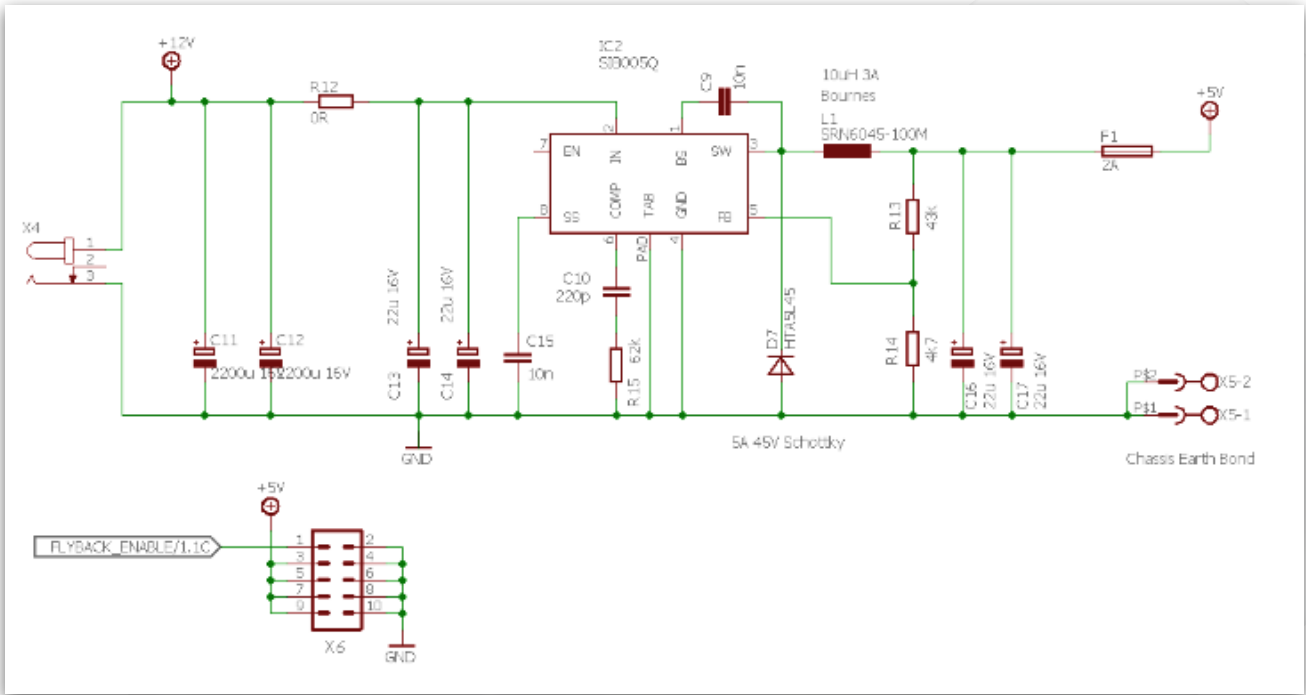 +12V
IC2
SI8005Q
R12
0R
C9
10n
10uH 3A
Bournes
L1
SRN6045-100M
+5V
F1
2A
2
1
7
EN
IN
BS
SW
3
COMP
TAB
GND
8
SS
FB
5
6
PAD
4
R13
43k
X4
1
2
3
C10
220p
22u 16V
22u 16V
C11
2200u 16V
C12
2200u 16V
C13
C14
C15
10n
R15
62k
D7
HTA5L45
R14
4k7
C16
22u 16V
C17
22u 16V
P$2
X5-2
P$1
X5-1
GND
5A 45V Schottky
Chassis Earth Bond
+5V
FLYBACK_ENABLE/1.1C
1
2
3
4
5
6
7
8
9
10
X6
GND